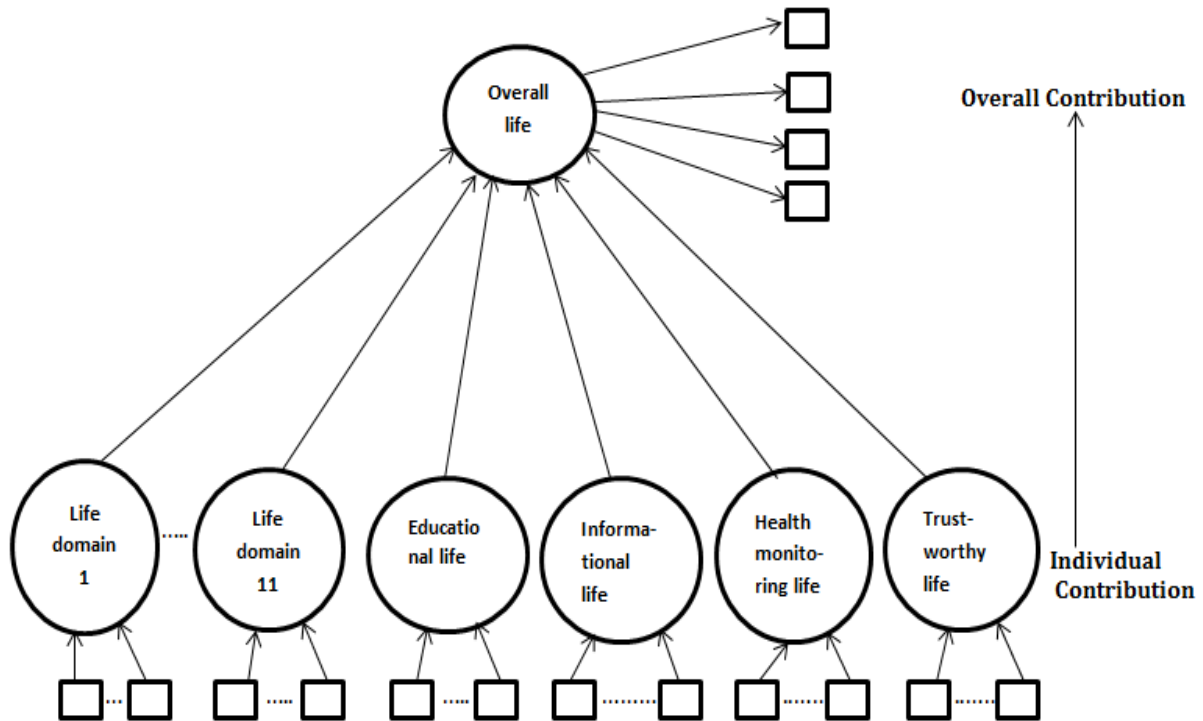 Overall
life
Overall Contribution
Life
domain
1
.....
Life
domain
11
Educatio
nal life
Informa-
tional
life
Health
monito-
ring life
Trust-
worthy
life
Individual
Contribution
...
.....
.....
.........
.......
.......